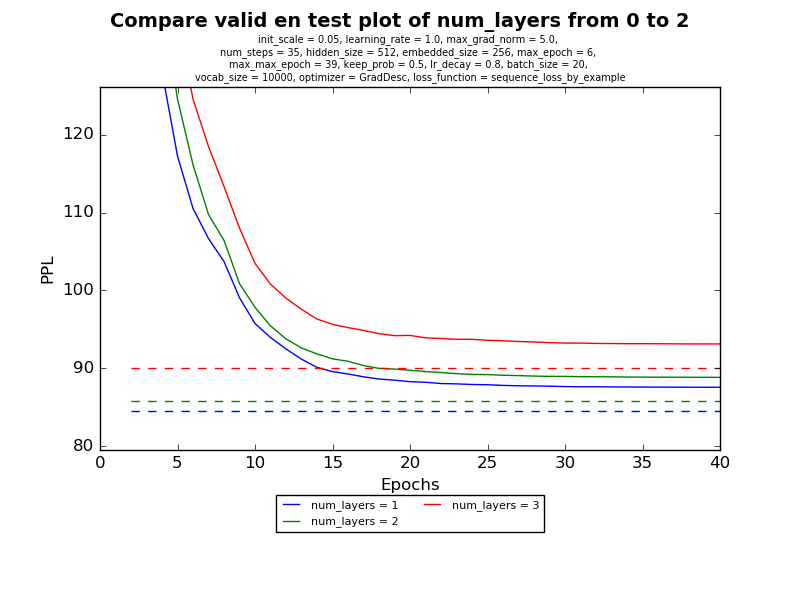 Compare valid en test plot of num_layers from 0 to 2
init_scale = 0.05, learning_rate = 1.0, max_grad_norm = 5.0,
num_steps = 35, hidden_size = 512, embedded_size = 256, max_epoch = 6,
max_max_epoch = 39, keep_prob = 0.5, lr_decay = 0.8, batch_size = 20,
vocab_size = 10000, optimizer = GradDesc, loss_function = sequence_loss_by_example
120
110
100
90
80
PPL
0 5 10 15 20 25 30 35 40
Epochs
num_layers = 1 num_layers = 3
num_layers = 2